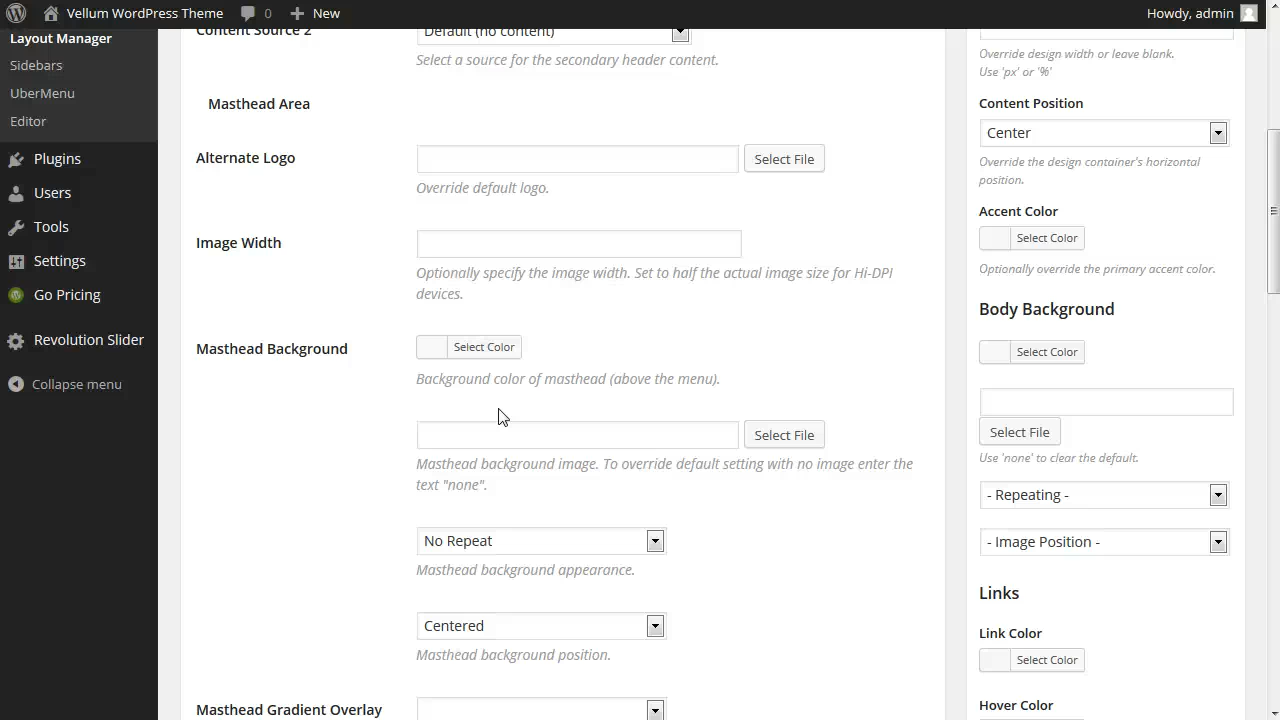 Vellum WordPress Theme
0
New
Howdy, admin
Layout Manager
Sidebars
UberMenu
Editor
Plugins
Users
Tools
Settings
Go Pricing
Revolution Slider
Collapse menu
Content Source 2
Default (no content)
Select a source for the secondary header content.
Masthead Area
Alternate Logo
Select File
Override default logo.
Image Width
Optionally specify the image width. Set to half the actual image size for Hi-DPI
devices.
Masthead Background
Select Color
Background color of masthead (above the menu).
Select File
Masthead background image. To override default setting with no image enter the
text "none".
No Repeat
Masthead background appearance.
Centered
Masthead background position.
Masthead Gradient Overlay
Override design width or leave blank.
Use 'px' or '%'
Content Position
Center
Override the design container's horizontal
position.
Accent Color
Select Color
Optionally override the primary accent color.
Body Background
Select Color
Select File
Use 'none' to clear the default.
- Repeating -
- Image Position -
Links
Link Color
Select Color
Hover Color